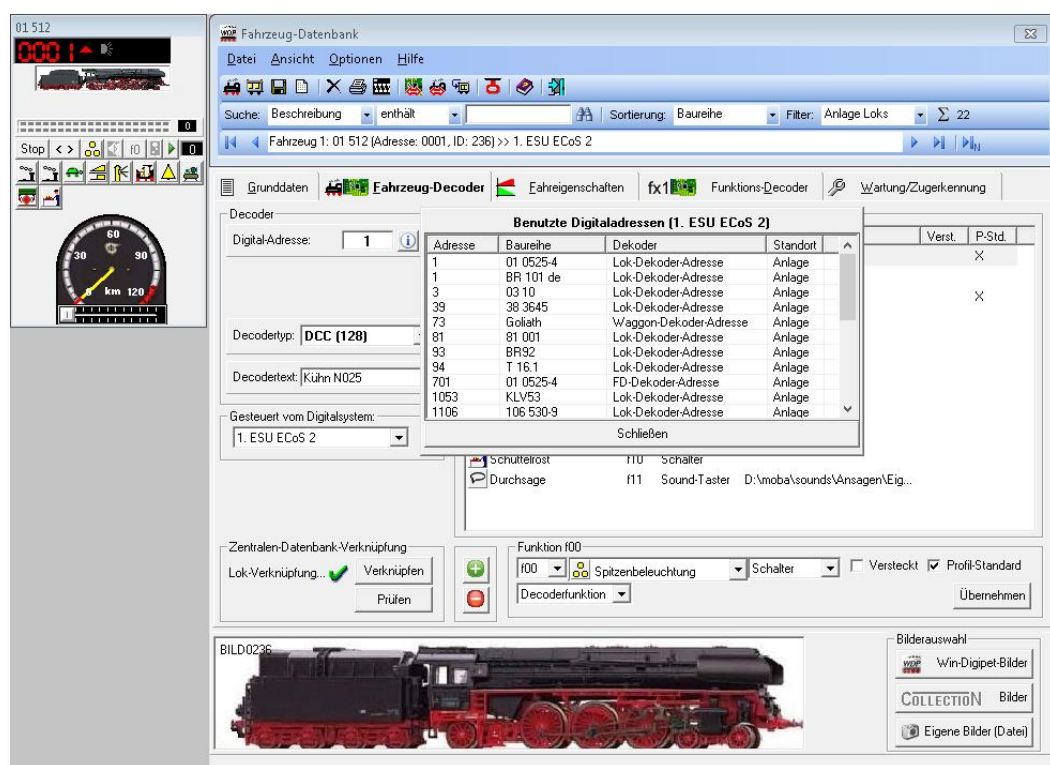 01 512
0001
0
Stop < > f0 0
60
30 90
0 km 120
WDP Fahrzeug-Datenbank
Datei Ansicht Optionen Hilfe
Suche: Beschreibung enthält Sortierung: Baureihe Filter: Anlage Loks Σ 22
Fahrzeug 1: 01 512 (Adresse: 0001, ID: 236) >> 1. ESU ECoS 2 N
Grunddaten Fahrzeug-Decoder Fahreigenschaften fx1 Funktions-Decoder Wartung/Zugerkennung
Decoder
Digital-Adresse: 1
Decodertyp: DCC (128)
Decodertext: Kühn N025
Gesteuert vom Digitalsystem:
1. ESU ECoS 2
Benutzte Digitaladressen (1. ESU ECoS 2)
Adresse Baureihe Dekoder Standort
1 01 0525-4 Lok-Dekoder-Adresse Anlage
1 BR 101 de Lok-Dekoder-Adresse Anlage
3 03 10 Lok-Dekoder-Adresse Anlage
39 38 3645 Lok-Dekoder-Adresse Anlage
73 Goliath Waggon-Dekoder-Adresse Anlage
81 81 001 Lok-Dekoder-Adresse Anlage
93 BR92 Lok-Dekoder-Adresse Anlage
94 T 16.1 Lok-Dekoder-Adresse Anlage
701 01 0525-4 FD-Dekoder-Adresse Anlage
1053 KLV53 Lok-Dekoder-Adresse Anlage
1106 106 530-9 Lok-Dekoder-Adresse Anlage
Schließen
Verst. P-Std.
X
X
Schüttelrost f10 Schalter
Durchsage f11 Sound-Taster D:\moba\sounds\Ansagen\Eig...
Zentralen-Datenbank-Verknüpfung
Lok-Verknüpfung... Verknüpfen
Prüfen
Funktion f00
f00 Spitzenbeleuchtung Schalter Versteckt Profil-Standard
Decoderfunktion Übernehmen
BILD0236
Bilderauswahl
WDP Win-Digipet-Bilder
COLLECTION Bilder
Eigene Bilder (Datei)